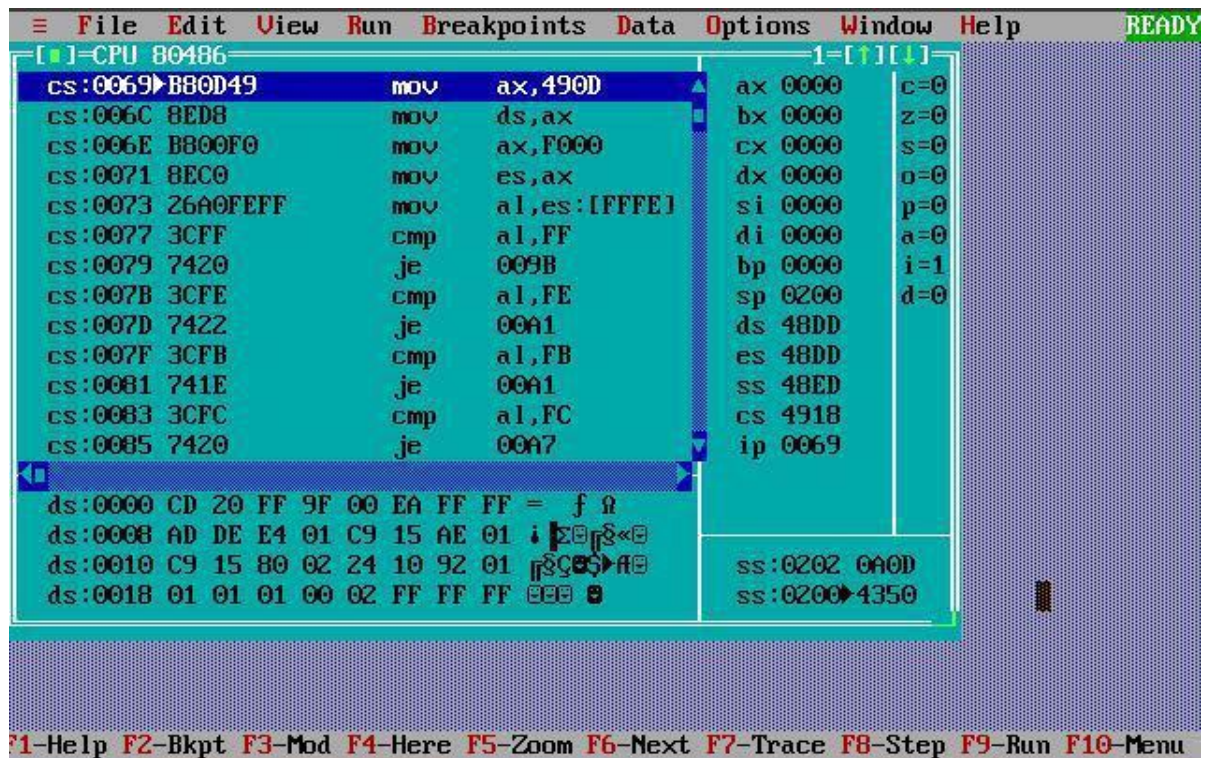 ≡ File Edit View Run Breakpoints Data Options Window Help READY
[■]=CPU 80486 1=[↑][↓]
cs:0069►B80D49 mov ax,490D ax 0000 c=0
cs:006C 8ED8 mov ds,ax bx 0000 z=0
cs:006E B800F0 mov ax,F000 cx 0000 s=0
cs:0071 8EC0 mov es,ax dx 0000 o=0
cs:0073 26A0FEFF mov al,es:[FFFE] si 0000 p=0
cs:0077 3CFF cmp al,FF di 0000 a=0
cs:0079 7420 je 009B bp 0000 i=1
cs:007B 3CFE cmp al,FE sp 0200 d=0
cs:007D 7422 je 00A1 ds 48DD
cs:007F 3CFB cmp al,FB es 48DD
cs:0081 741E je 00A1 ss 48ED
cs:0083 3CFC cmp al,FC cs 4918
cs:0085 7420 je 00A7 ip 0069
ds:0000 CD 20 FF 9F 00 EA FF FF = ƒ Ω
ds:0008 AD DE E4 01 C9 15 AE 01 ¡▐Σ☺╔§«☺
ds:0010 C9 15 80 02 24 10 92 01 ╔§Ç☻$►Æ☺ ss:0202 0A0D
ds:0018 01 01 01 00 02 FF FF FF ☺☺☺ ☻ ss:0200►4350
F1-Help F2-Bkpt F3-Mod F4-Here F5-Zoom F6-Next F7-Trace F8-Step F9-Run F10-Menu